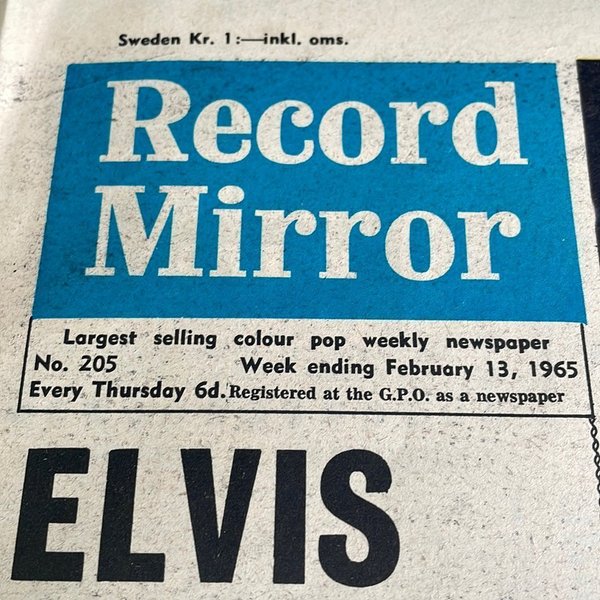 Sweden Kr. 1:—inkl. oms.
Record
Mirror
Largest selling colour pop weekly newspaper
No. 205 Week ending February 13, 1965
Every Thursday 6d. Registered at the G.P.O. as a newspaper
ELVIS